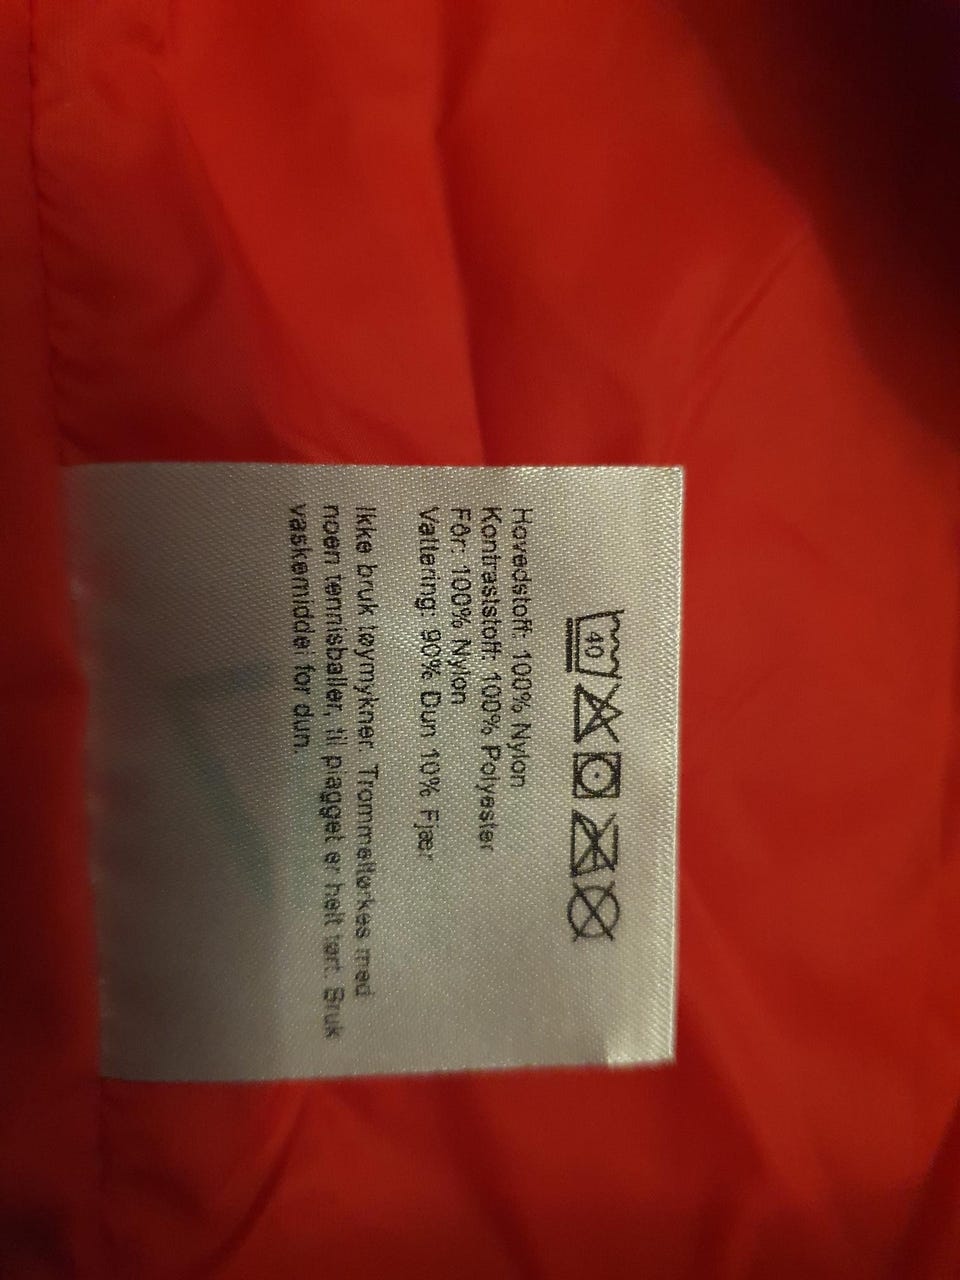 40
Hovedstoff: 100% Nylon
Kontraststoff: 100% Polyester
Fôr: 100% Nylon
Vattering: 90% Dun 10% Fjær
Ikke bruk tøymykner. Trommeltørkes med
noen tennisballer, til plagget er helt tørt. Bruk
vaskemiddel for dun.